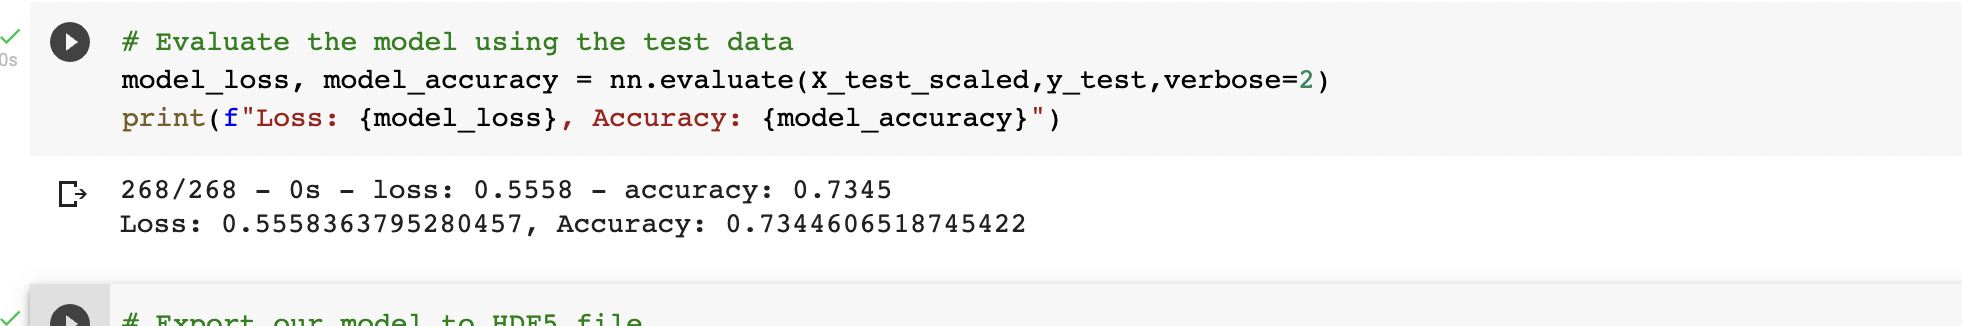 # Evaluate the model using the test data
0s
model_loss, model_accuracy = nn.evaluate(X_test_scaled,y_test,verbose=2)
print(f"Loss: {model_loss}, Accuracy: {model_accuracy}")
268/268 - 0s - loss: 0.5558 - accuracy: 0.7345
Loss: 0.5558363795280457, Accuracy: 0.7344606518745422
# Export our model to HDF5 file